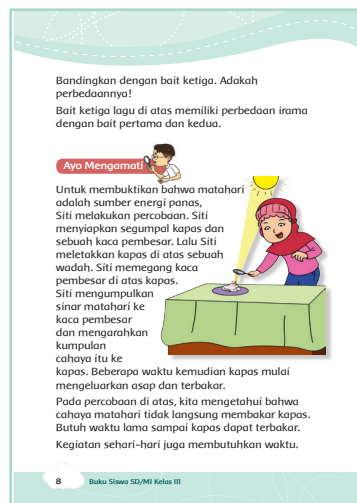 Bandingkan dengan bait ketiga. Adakah
perbedaannya!
Bait ketiga lagu di atas memiliki perbedaan irama
dengan bait pertama dan kedua.
Ayo Mengamati
Untuk membuktikan bahwa matahari
adalah sumber energi panas,
Siti melakukan percobaan. Siti
menyiapkan segumpal kapas dan
sebuah kaca pembesar. Lalu Siti
meletakkan kapas di atas sebuah
wadah. Siti memegang kaca
pembesar di atas kapas.
Siti mengumpulkan
sinar matahari ke
kaca pembesar
dan mengarahkan
kumpulan
cahaya itu ke
kapas. Beberapa waktu kemudian kapas mulai
mengeluarkan asap dan terbakar.
Pada percobaan di atas, kita mengetahui bahwa
cahaya matahari tidak langsung membakar kapas.
Butuh waktu lama sampai kapas dapat terbakar.
Kegiatan sehari-hari juga membutuhkan waktu.
8 Buku Siswa SD/MI Kelas III